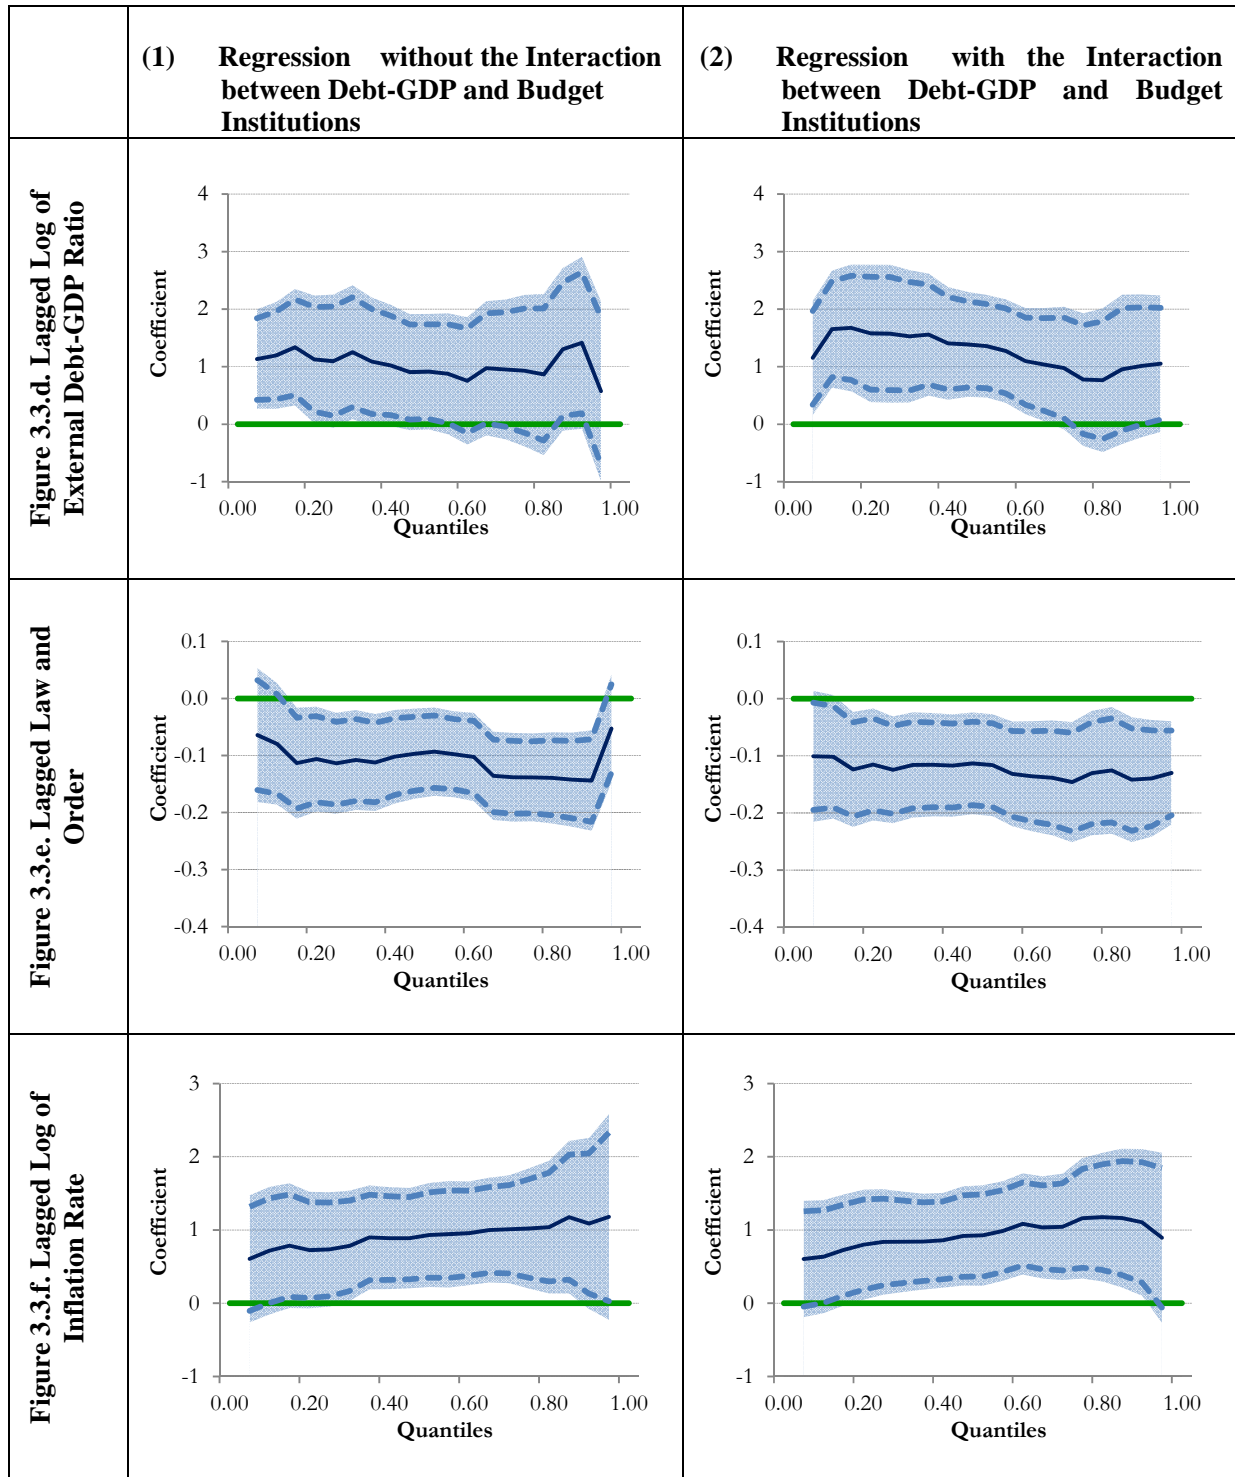 (1) Regression without the Interaction
between Debt-GDP and Budget
Institutions
(2) Regression with the Interaction
between Debt-GDP and Budget
Institutions
Figure 3.3.d. Lagged Log of
External Debt-GDP Ratio
Coefficient
4
3
2
1
0
-1
0.00 0.20 0.40 0.60 0.80 1.00
Quantiles
Coefficient
4
3
2
1
0
-1
0.00 0.20 0.40 0.60 0.80 1.00
Quantiles
Figure 3.3.e. Lagged Law and
Order
Coefficient
0.1
0.0
-0.1
-0.2
-0.3
-0.4
0.00 0.20 0.40 0.60 0.80 1.00
Quantiles
Coefficient
0.1
0.0
-0.1
-0.2
-0.3
-0.4
0.00 0.20 0.40 0.60 0.80 1.00
Quantiles
Figure 3.3.f. Lagged Log of
Inflation Rate
Coefficient
3
2
1
0
-1
0.00 0.20 0.40 0.60 0.80 1.00
Quantiles
Coefficient
3
2
1
0
-1
0.00 0.20 0.40 0.60 0.80 1.00
Quantiles